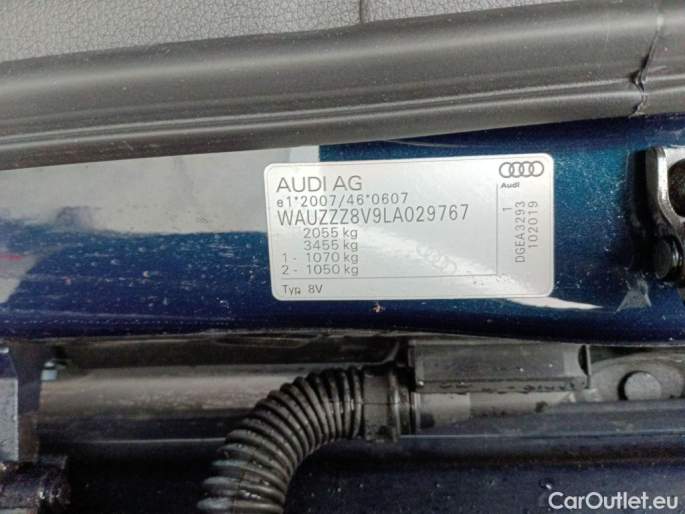 AUDI AG
e1*2007/46*0607
WAUZZZ8V9LA029767
2055 kg
3455 kg
1 - 1070 kg
2 - 1050 kg
Typ 8V
Audi
1
DGEA3293
102019
CarOutlet.eu